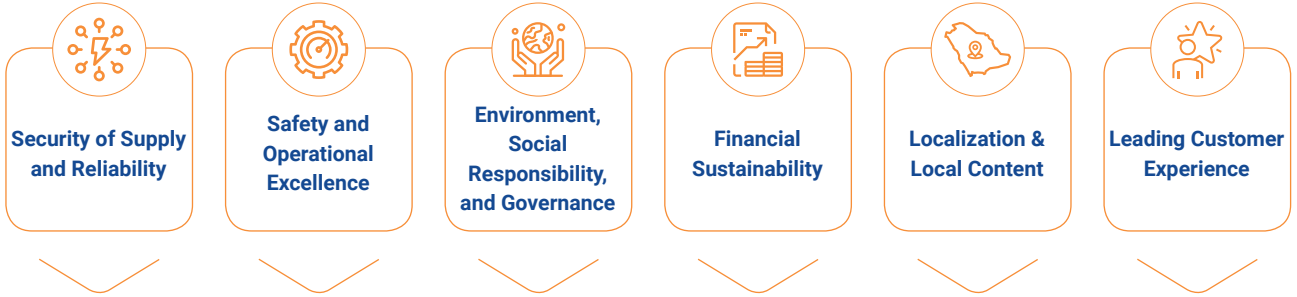 Security of Supply
and Reliability
Safety and
Operational
Excellence
Environment,
Social
Responsibility,
and Governance
Financial
Sustainability
Localization &
Local Content
Leading Customer
Experience